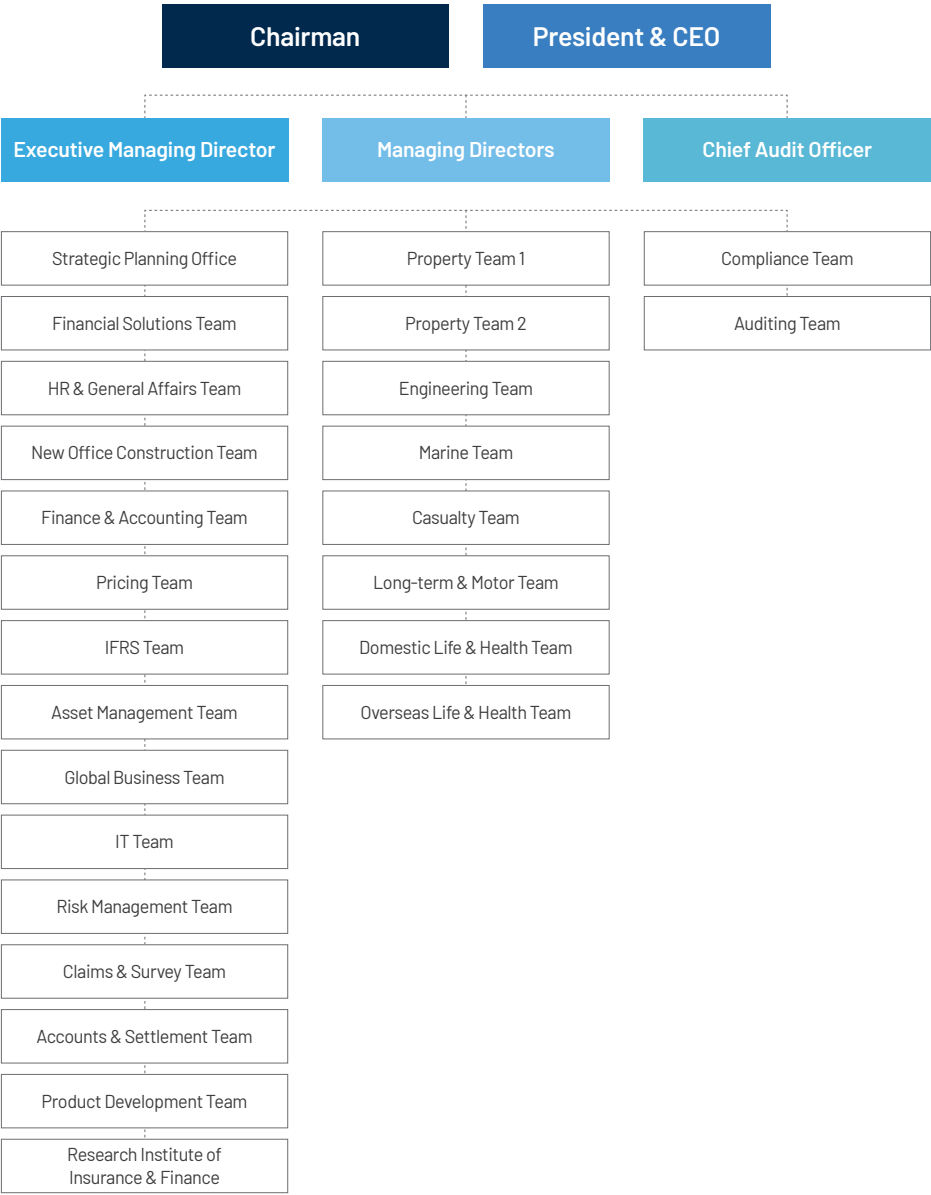 Chairman
President & CEO
Executive Managing Director
Managing Directors
Chief Audit Officer
Strategic Planning Office
Financial Solutions Team
HR & General Affairs Team
New Office Construction Team
Finance & Accounting Team
Pricing Team
IFRS Team
Asset Management Team
Global Business Team
IT Team
Risk Management Team
Claims & Survey Team
Accounts & Settlement Team
Product Development Team
Research Institute of
Insurance & Finance
Property Team 1
Property Team 2
Engineering Team
Marine Team
Casualty Team
Long-term & Motor Team
Domestic Life & Health Team
Overseas Life & Health Team
Compliance Team
Auditing Team